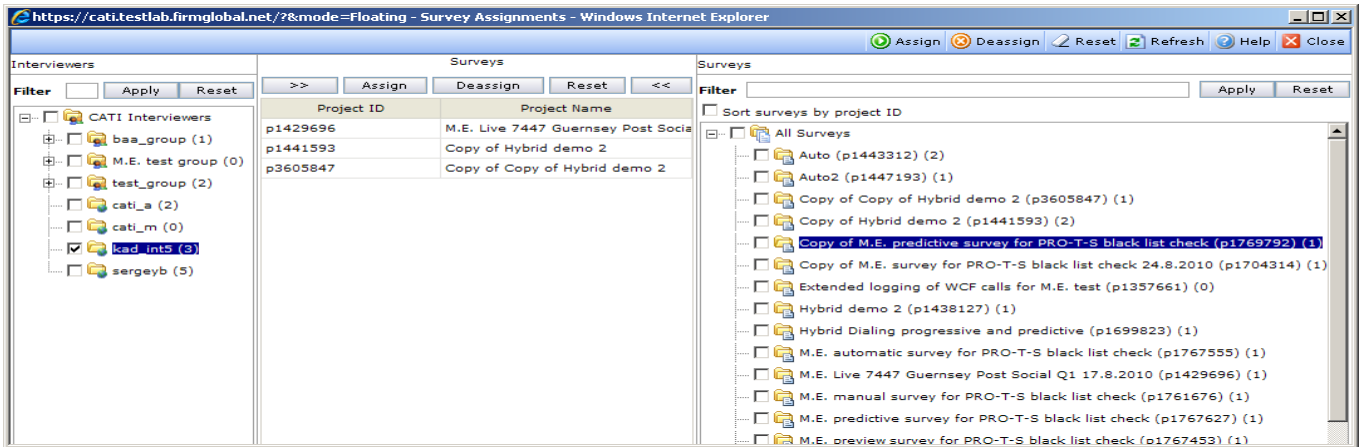 https://cati.testlab.firmglobal.net/?&mode=Floating - Survey Assignments - Windows Internet Explorer
Assign Deassign Reset Refresh Help Close
Interviewers
Filter Apply Reset
CATI Interviewers
baa_group (1)
M.E. test group (0)
test_group (2)
cati_a (2)
cati_m (0)
kad_int5 (3)
sergeyb (5)
Surveys
>> Assign Deassign Reset <<
Project ID Project Name
p1429696 M.E. Live 7447 Guernsey Post Socia
p1441593 Copy of Hybrid demo 2
p3605847 Copy of Copy of Hybrid demo 2
Surveys
Filter Apply Reset
Sort surveys by project ID
All Surveys
Auto (p1443312) (2)
Auto2 (p1447193) (1)
Copy of Copy of Hybrid demo 2 (p3605847) (1)
Copy of Hybrid demo 2 (p1441593) (2)
Copy of M.E. predictive survey for PRO-T-S black list check (p1769792) (1)
Copy of M.E. survey for PRO-T-S black list check 24.8.2010 (p1704314) (1)
Extended logging of WCF calls for M.E. test (p1357661) (0)
Hybrid demo 2 (p1438127) (1)
Hybrid Dialing progressive and predictive (p1699823) (1)
M.E. automatic survey for PRO-T-S black list check (p1767555) (1)
M.E. Live 7447 Guernsey Post Social Q1 17.8.2010 (p1429696) (1)
M.E. manual survey for PRO-T-S black list check (p1761676) (1)
M.E. predictive survey for PRO-T-S black list check (p1767627) (1)
M.E. preview survey for PRO-T-S black list check (p1767453) (1)